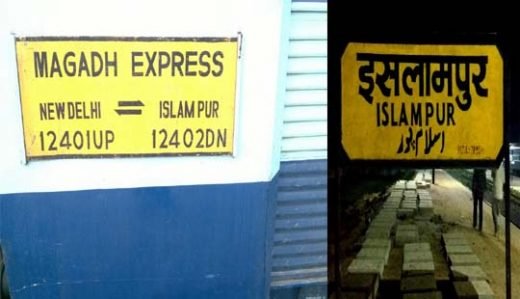 MAGADH EXPRESS
NEW DELHI ⇌ ISLAMPUR
12401UP 12402DN
इसलामपुर
ISLAMPUR
اسلام پور